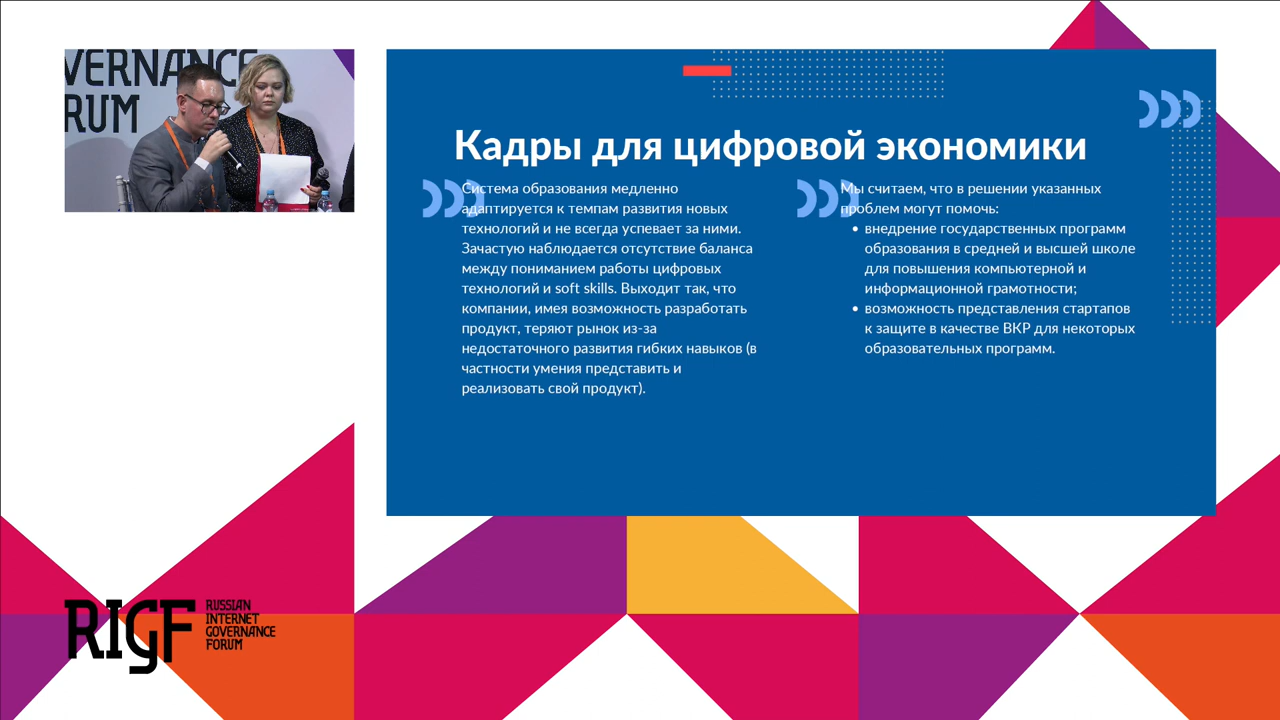 VERNANCE
RUM
Кадры для цифровой экономики
Система образования медленно
адаптируется к темпам развития новых
технологий и не всегда успевает за ними.
Зачастую наблюдается отсутствие баланса
между пониманием работы цифровых
технологий и soft skills. Выходит так, что
компании, имея возможность разработать
продукт, теряют рынок из-за
недостаточного развития гибких навыков (в
частности умения представить и
реализовать свой продукт).
Мы считаем, что в решении указанных
проблем могут помочь:
• внедрение государственных программ
образования в средней и высшей школе
для повышения компьютерной и
информационной грамотности;
• возможность представления стартапов
к защите в качестве ВКР для некоторых
образовательных программ.
RIGF
RUSSIAN
INTERNET
GOVERNANCE
FORUM